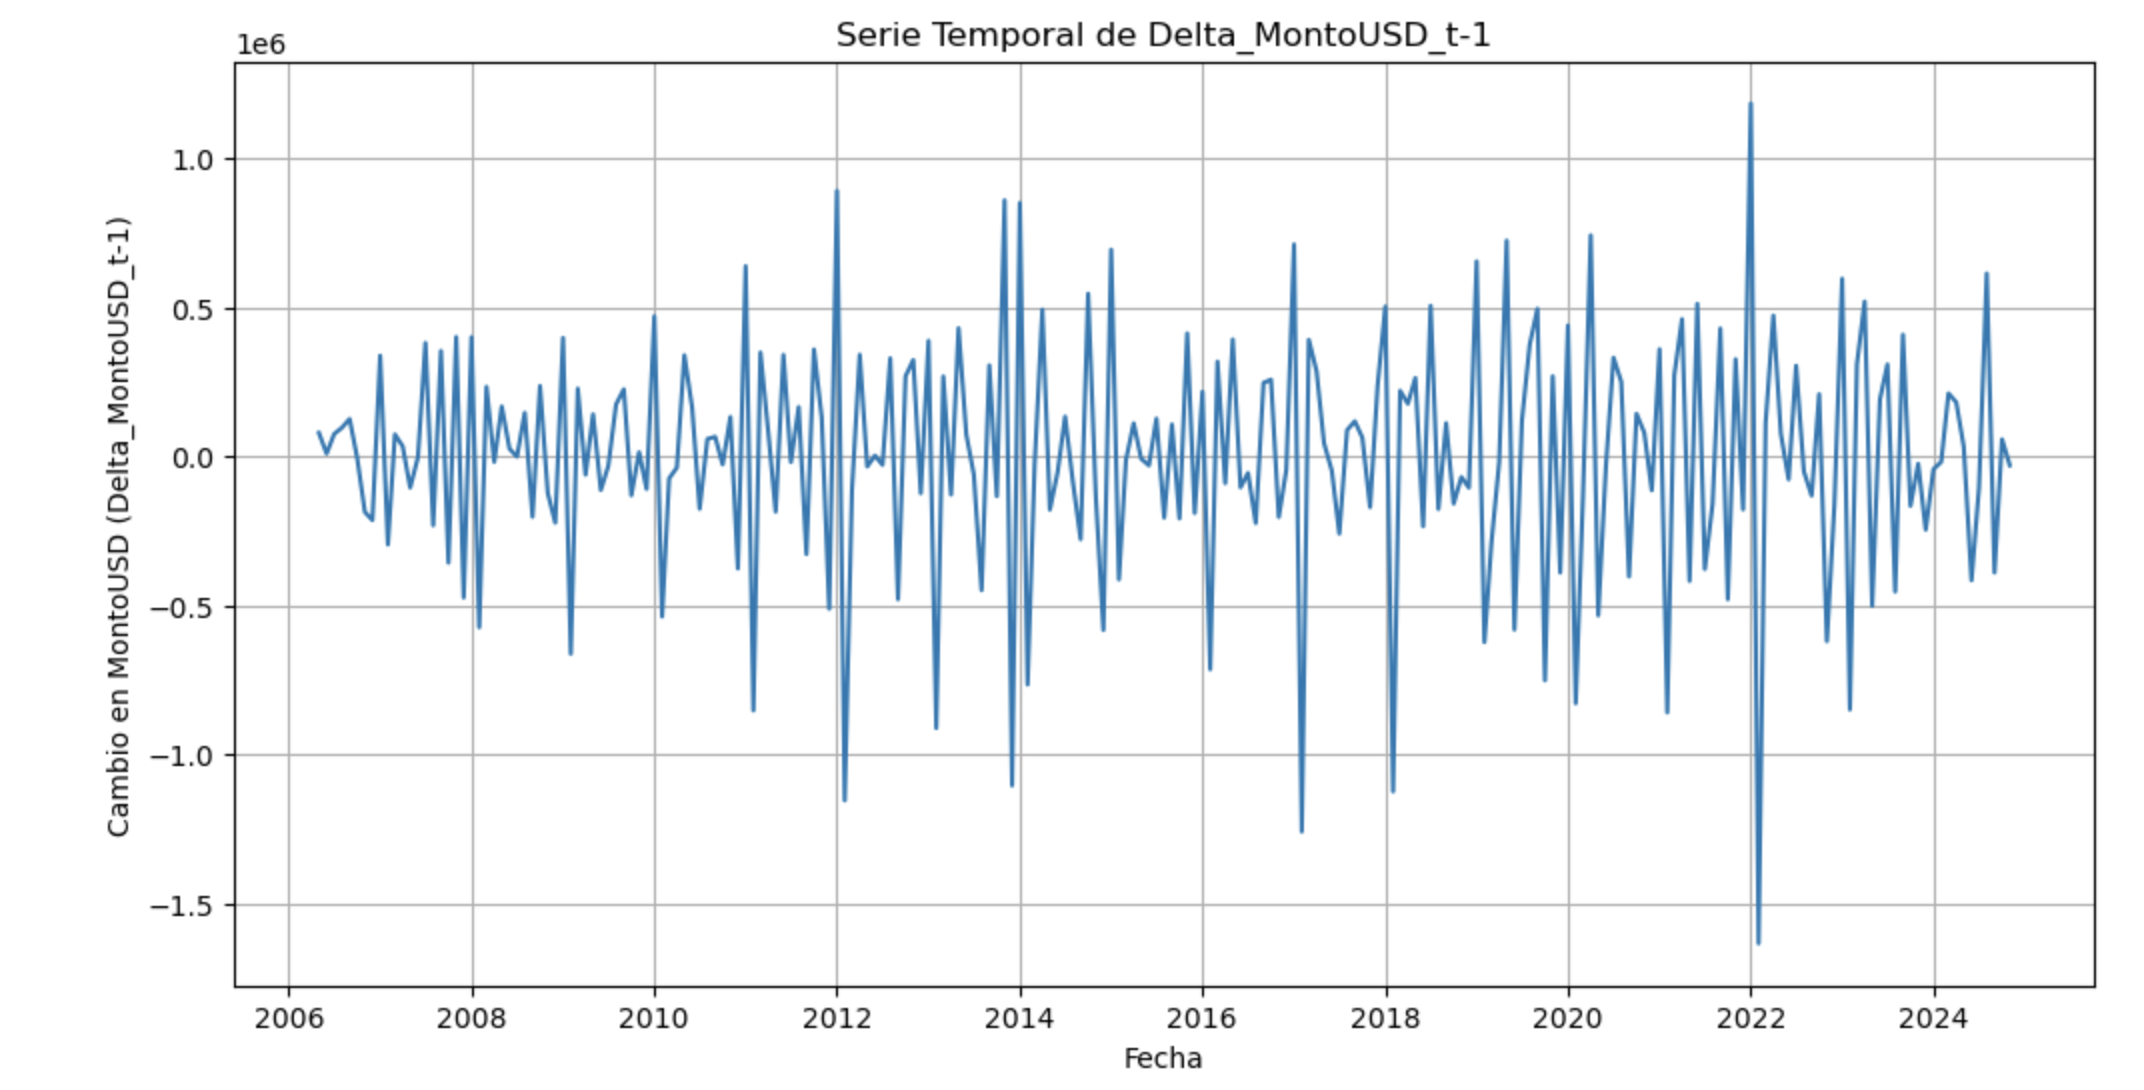 Serie Temporal de Delta_MontoUSD_t-1
1e6
1.0
0.5
0.0
−0.5
−1.0
−1.5
Cambio en MontoUSD (Delta_MontoUSD_t-1)
2006 2008 2010 2012 2014 2016 2018 2020 2022 2024
Fecha